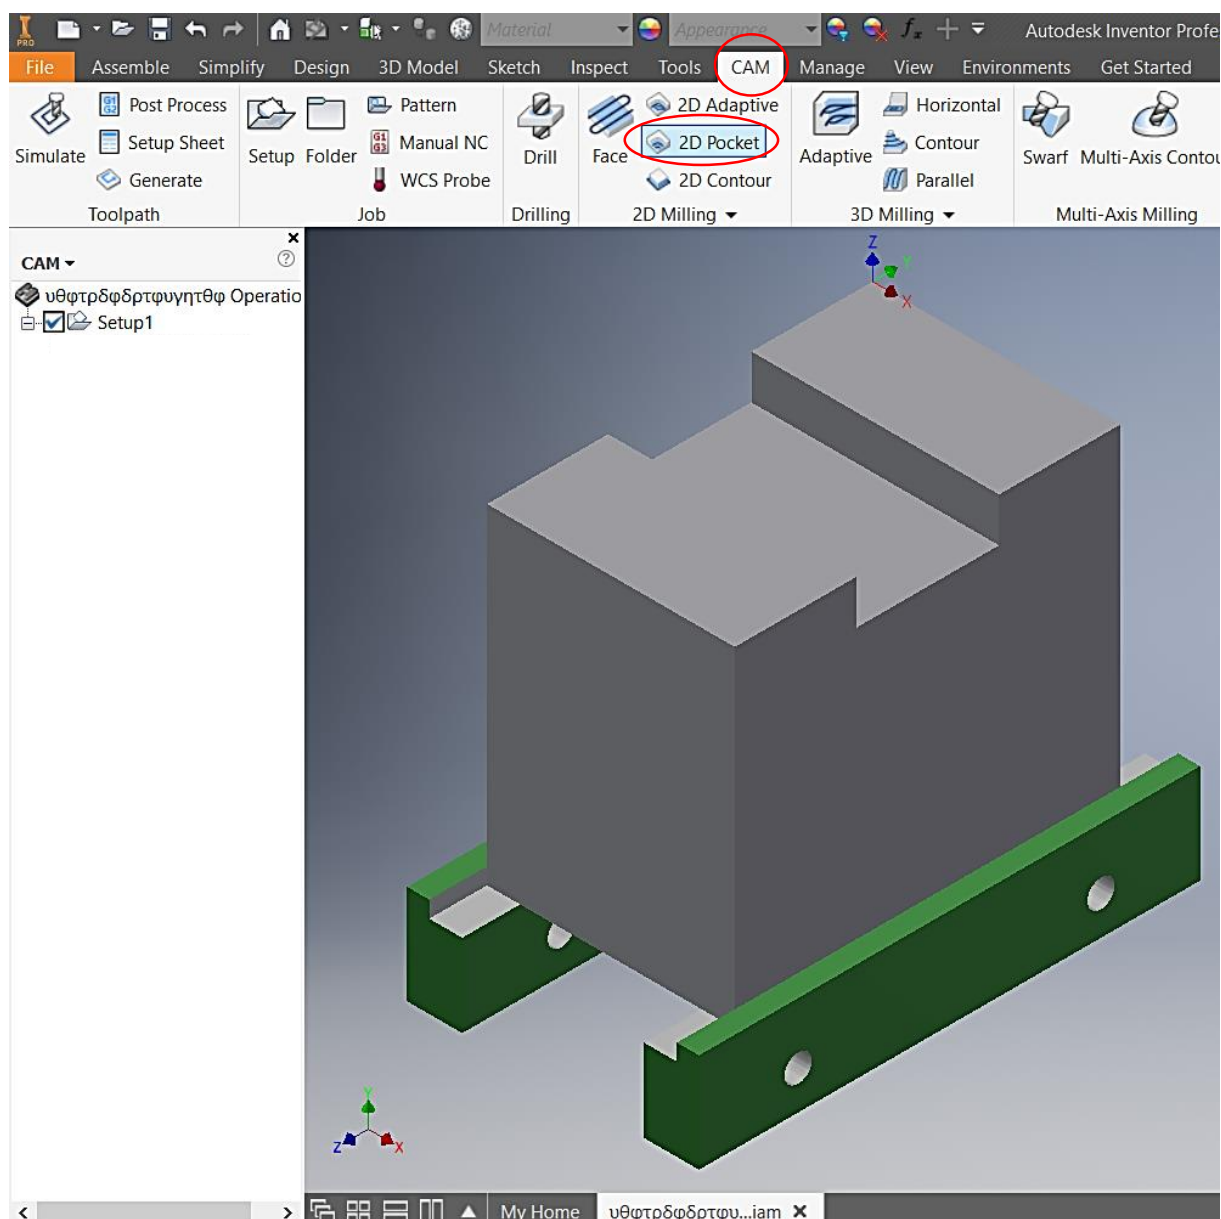 PRO Material Appearance fx Autodesk Inventor Profe
File Assemble Simplify Design 3D Model Sketch Inspect Tools CAM Manage View Environments Get Started
Post Process Pattern 2D Adaptive Horizontal
Simulate Setup Sheet Setup Folder Manual NC Drill Face 2D Pocket Adaptive Contour Swarf Multi-Axis Contou
Generate WCS Probe 2D Contour Parallel
Toolpath Job Drilling 2D Milling 3D Milling Multi-Axis Milling
CAM
υθφτρδφδρτφυγητθφ Operatio
Setup1
Z
Y
X
Y
Z X
My Home υθφτρδφδρτφυ...iam